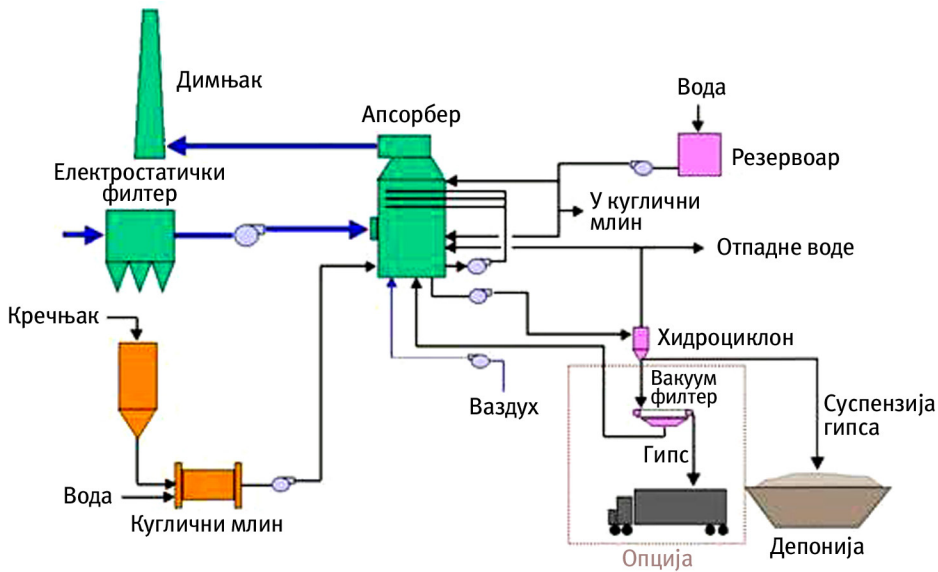 Димњак
Апсорбер
Вода
Резервоар
Електростатички
филтер
У куглични
млин
Отпадне воде
Кречњак
Хидроциклон
Ваздух
Вакуум
филтер
Суспензија
гипса
Гипс
Вода
Куглични млин
Опција
Депонија